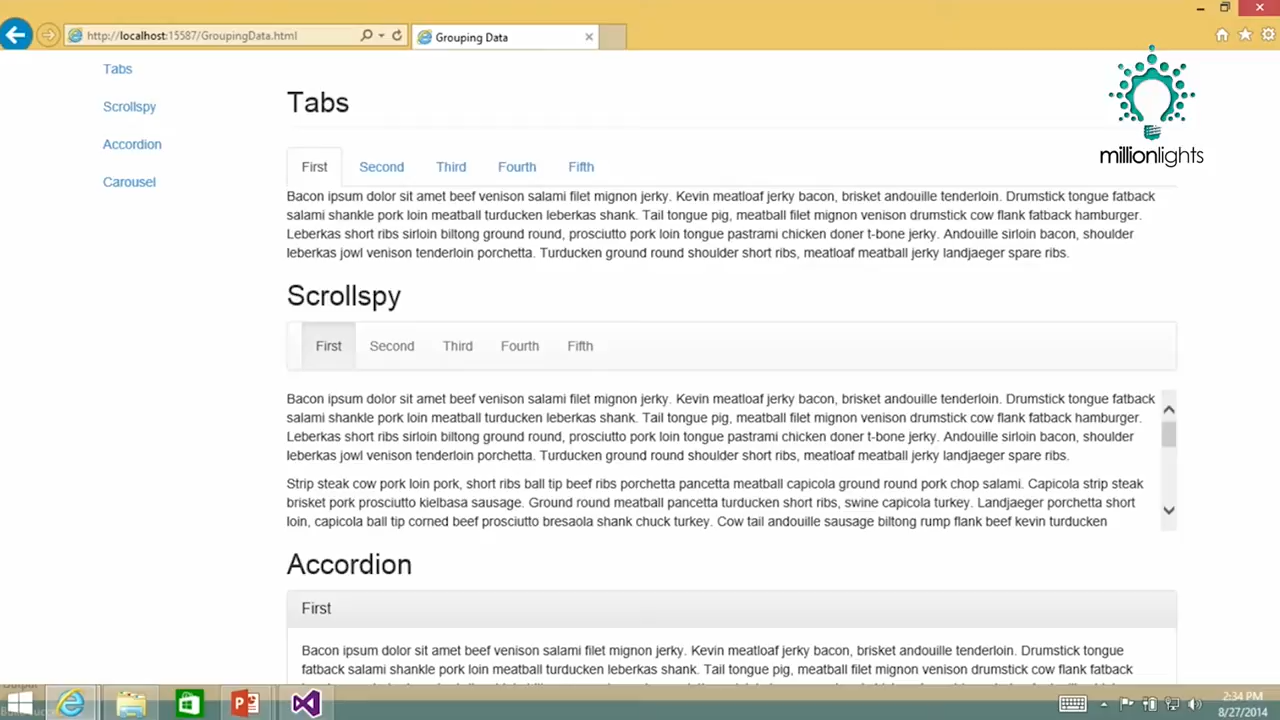 http://localhost:15587/GroupingData.html
Grouping Data
Tabs
Scrollspy
Accordion
Carousel
millionlights
Tabs
First Second Third Fourth Fifth
Bacon ipsum dolor sit amet beef venison salami filet mignon jerky. Kevin meatloaf jerky bacon, brisket andouille tenderloin. Drumstick tongue fatback
salami shankle pork loin meatball turducken leberkas shank. Tail tongue pig, meatball filet mignon venison drumstick cow flank fatback hamburger.
Leberkas short ribs sirloin biltong ground round, prosciutto pork loin tongue pastrami chicken doner t-bone jerky. Andouille sirloin bacon, shoulder
leberkas jowl venison tenderloin porchetta. Turducken ground round shoulder short ribs, meatloaf meatball jerky landjaeger spare ribs.
Scrollspy
First Second Third Fourth Fifth
Bacon ipsum dolor sit amet beef venison salami filet mignon jerky. Kevin meatloaf jerky bacon, brisket andouille tenderloin. Drumstick tongue fatback
salami shankle pork loin meatball turducken leberkas shank. Tail tongue pig, meatball filet mignon venison drumstick cow flank fatback hamburger.
Leberkas short ribs sirloin biltong ground round, prosciutto pork loin tongue pastrami chicken doner t-bone jerky. Andouille sirloin bacon, shoulder
leberkas jowl venison tenderloin porchetta. Turducken ground round shoulder short ribs, meatloaf meatball jerky landjaeger spare ribs.
Strip steak cow pork loin pork, short ribs ball tip beef ribs porchetta pancetta meatball capicola ground round pork chop salami. Capicola strip steak
brisket pork prosciutto kielbasa sausage. Ground round meatball pancetta turducken short ribs, swine capicola turkey. Landjaeger porchetta short
loin, capicola ball tip corned beef prosciutto bresaola shank chuck turkey. Cow tail andouille sausage biltong rump flank beef kevin turducken
Accordion
First
Bacon ipsum dolor sit amet beef venison salami filet mignon jerky. Kevin meatloaf jerky bacon, brisket andouille tenderloin. Drumstick tongue
fatback salami shankle pork loin meatball turducken leberkas shank. Tail tongue pig, meatball filet mignon venison drumstick cow flank fatback
2:34 PM
8/27/2014